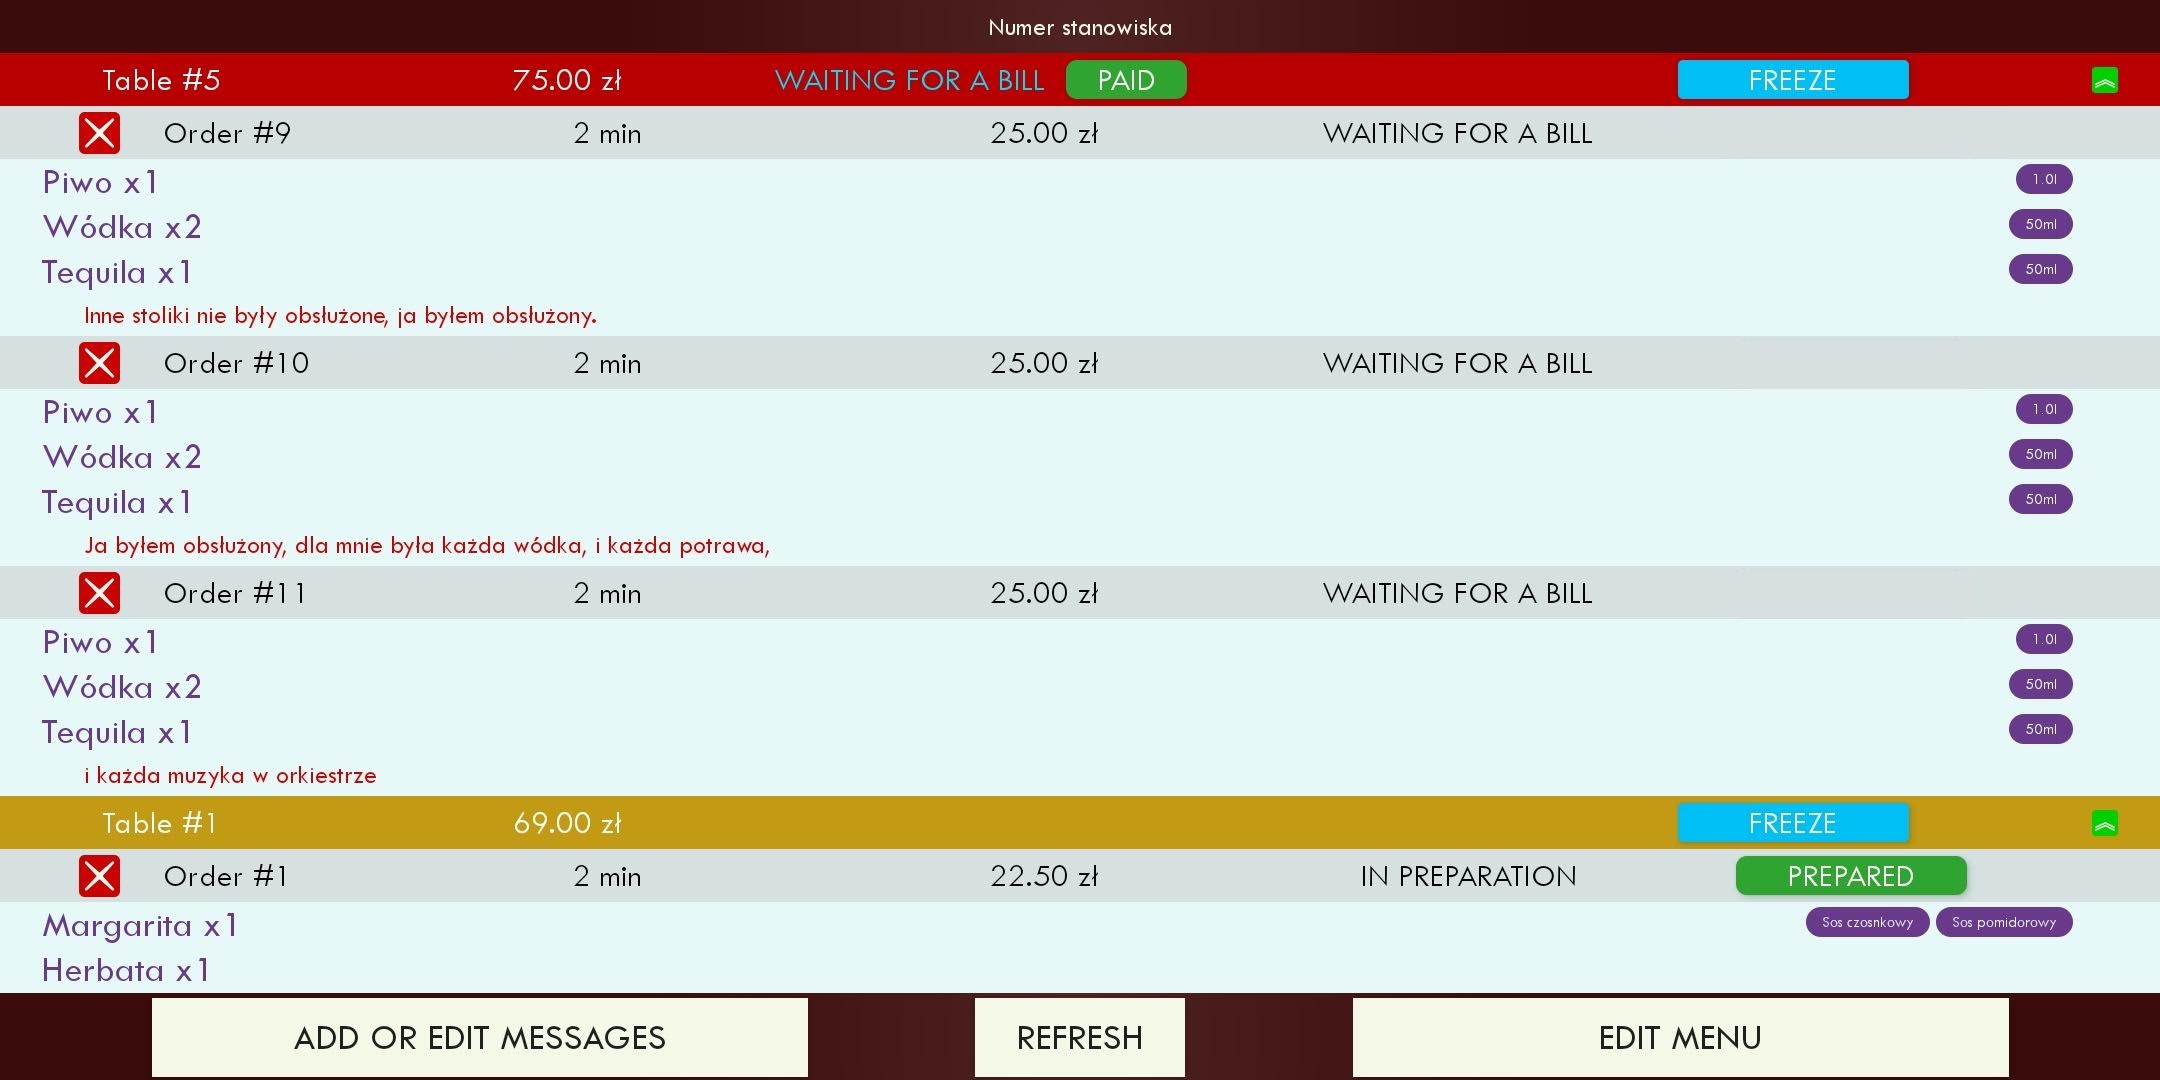 Numer stanowiska
Table #5 75.00 zł WAITING FOR A BILL PAID FREEZE
Order #9 2 min 25.00 zł WAITING FOR A BILL
Piwo x1 1.0l
Wódka x2 50ml
Tequila x1 50ml
Inne stoliki nie były obsłużone, ja byłem obsłużony.
Order #10 2 min 25.00 zł WAITING FOR A BILL
Piwo x1 1.0l
Wódka x2 50ml
Tequila x1 50ml
Ja byłem obsłużony, dla mnie była każda wódka, i każda potrawa,
Order #11 2 min 25.00 zł WAITING FOR A BILL
Piwo x1 1.0l
Wódka x2 50ml
Tequila x1 50ml
i każda muzyka w orkiestrze
Table #1 69.00 zł FREEZE
Order #1 2 min 22.50 zł IN PREPARATION PREPARED
Margarita x1 Sos czosnkowy Sos pomidorowy
Herbata x1
ADD OR EDIT MESSAGES REFRESH EDIT MENU